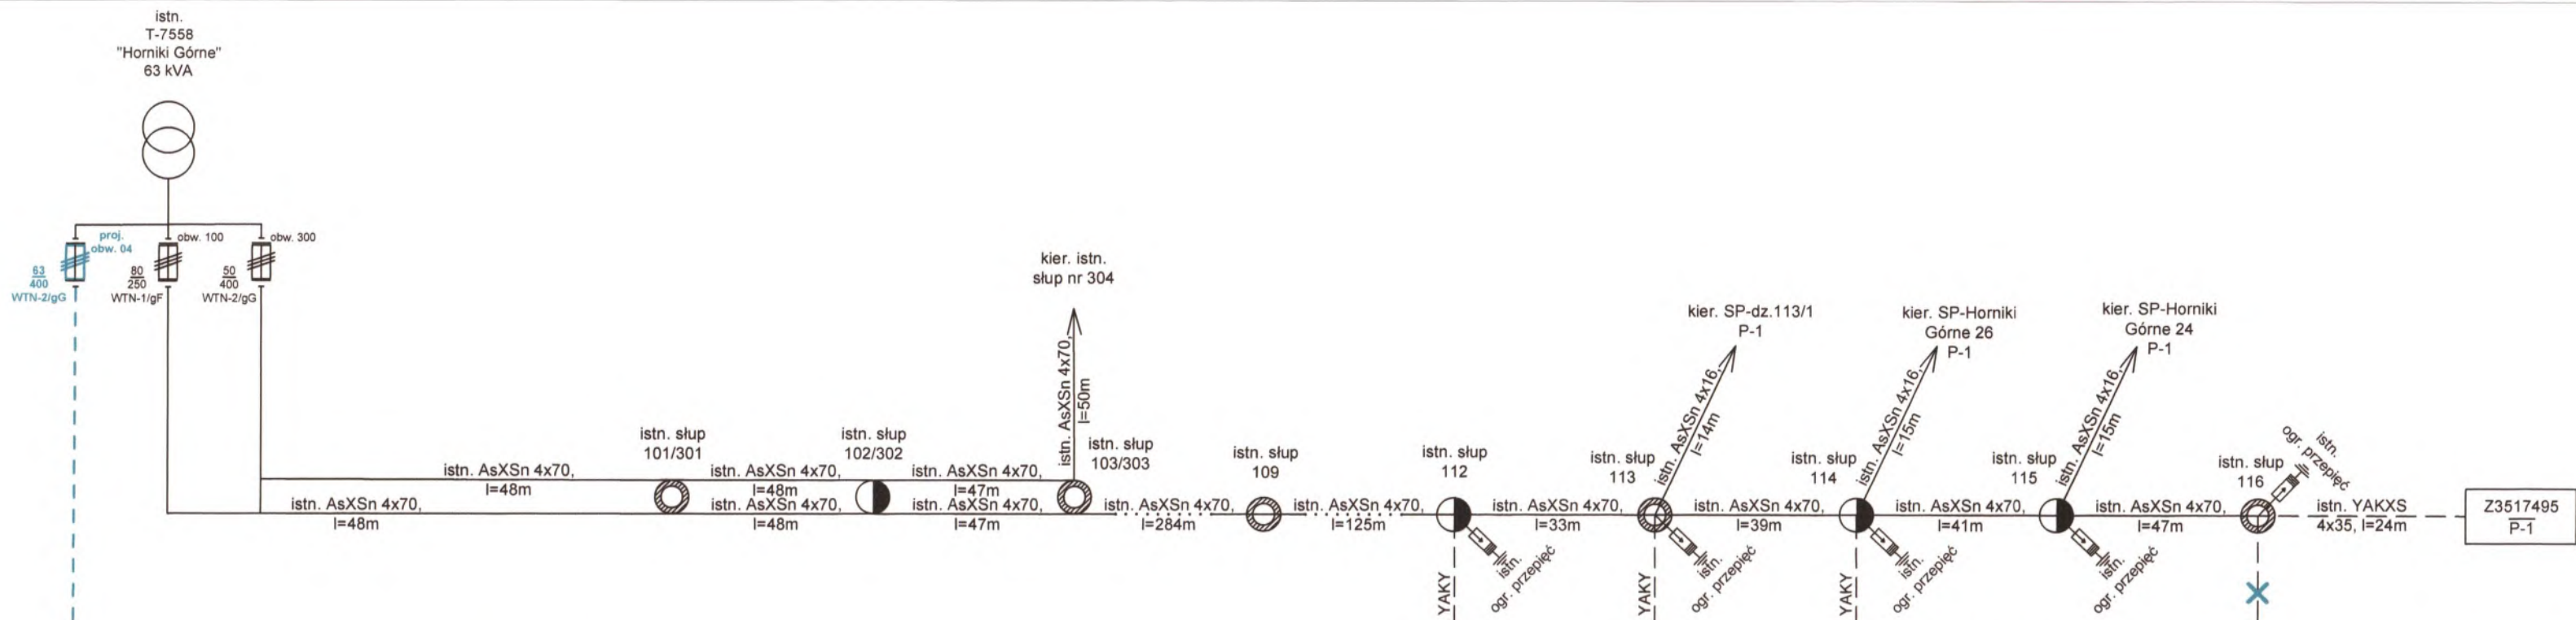 istn.
T-7558
"Horniki Górne"
63 kVA
proj.
obw. 04
63
400
WTN-2/gG
obw. 100
80
250
WTN-1/gF
obw. 300
50
400
WTN-2/gG
istn. AsXSn 4x70,
l=48m
istn. AsXSn 4x70,
l=48m
istn. słup
101/301
istn. AsXSn 4x70,
l=48m
istn. AsXSn 4x70,
l=48m
istn. słup
102/302
istn. AsXSn 4x70,
l=47m
istn. AsXSn 4x70,
l=47m
kier. istn.
słup nr 304
istn. AsXSn 4x70,
l=50m
istn. słup
103/303
istn. AsXSn 4x70,
l=284m
istn. słup
109
istn. AsXSn 4x70,
l=125m
istn. słup
112
YAKY
istn.
ogr. przepięć
istn. AsXSn 4x70,
l=33m
istn. słup
113
kier. SP-dz.113/1
P-1
istn. AsXSn 4x16,
l=14m
YAKY
istn.
ogr. przepięć
istn. AsXSn 4x70,
l=39m
istn. słup
114
kier. SP-Horniki
Górne 26
P-1
istn. AsXSn 4x16,
l=15m
YAKY
istn.
ogr. przepięć
istn. AsXSn 4x70,
l=41m
istn. słup
115
kier. SP-Horniki
Górne 24
P-1
istn. AsXSn 4x16,
l=15m
istn.
ogr. przepięć
istn. AsXSn 4x70,
l=47m
istn. słup
116
istn.
ogr. przepięć
istn. YAKXS
4x35, l=24m
Z3517495
P-1